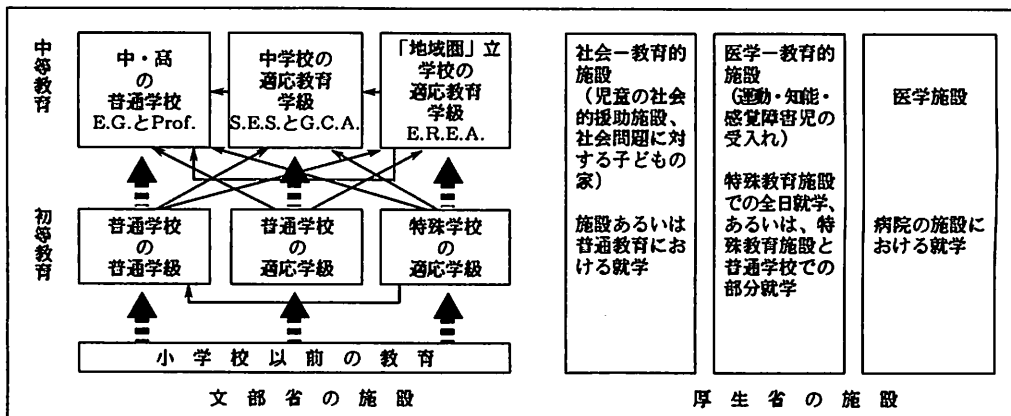 中等教育
中・高
の
普通学校
E.G.とProf.
中学校の
適応教育
学級
S.E.S.とG.C.A.
「地域圏」立
学校の
適応教育
学級
E.R.E.A.
初等教育
普通学校
の
普通学級
普通学校
の
適応学級
特殊学校
の
適応学級
小学校以前の教育
文部省の施設
社会ー教育的
施設
(児童の社会
的援助施設、
社会問題に対
する子どもの
家)
施設あるいは
普通教育にお
ける就学
医学ー教育的
施設
(運動・知能・
感覚障害児の
受入れ)
特殊教育施設
での全日就学、
あるいは、特
殊教育施設と
普通学校での
部分就学
医学施設
病院の施設に
おける就学
厚生省の施設